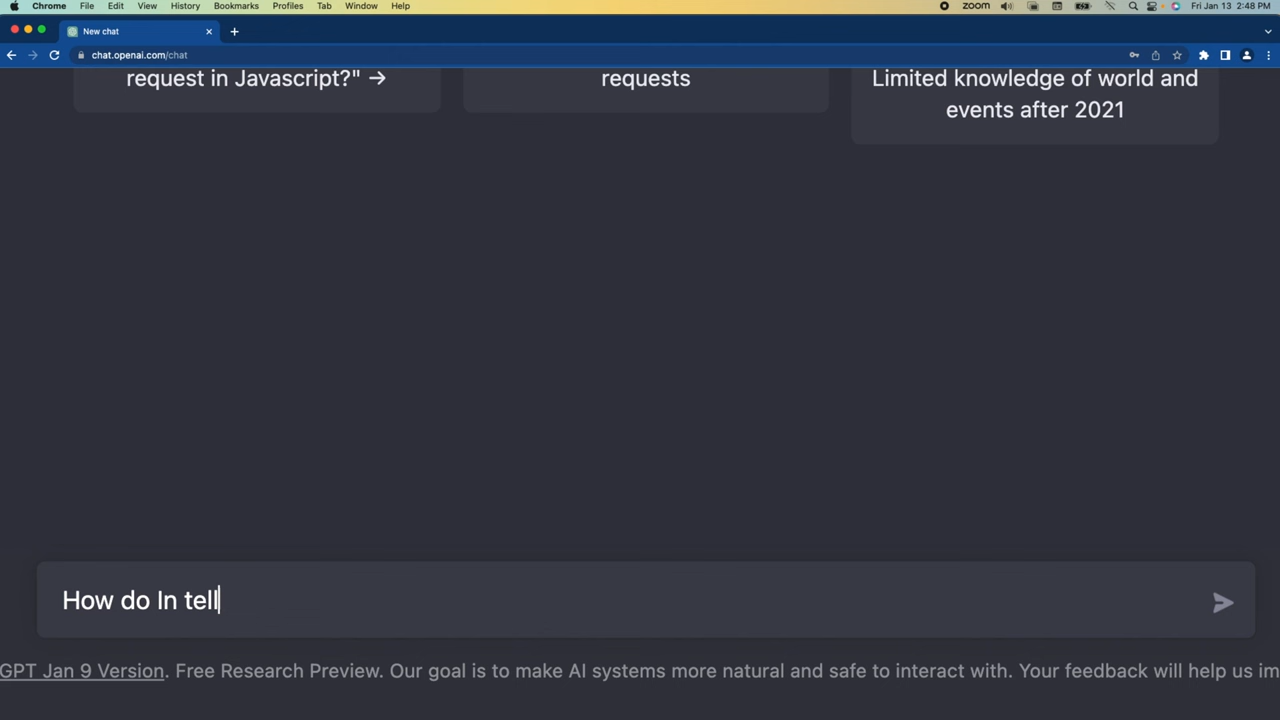 Chrome File Edit View History Bookmarks Profiles Tab Window Help zoom Fri Jan 13 2:48 PM
New chat
chat.openai.com/chat
request in Javascript?" →
requests
Limited knowledge of world and
events after 2021
How do In tell
GPT Jan 9 Version. Free Research Preview. Our goal is to make AI systems more natural and safe to interact with. Your feedback will help us im